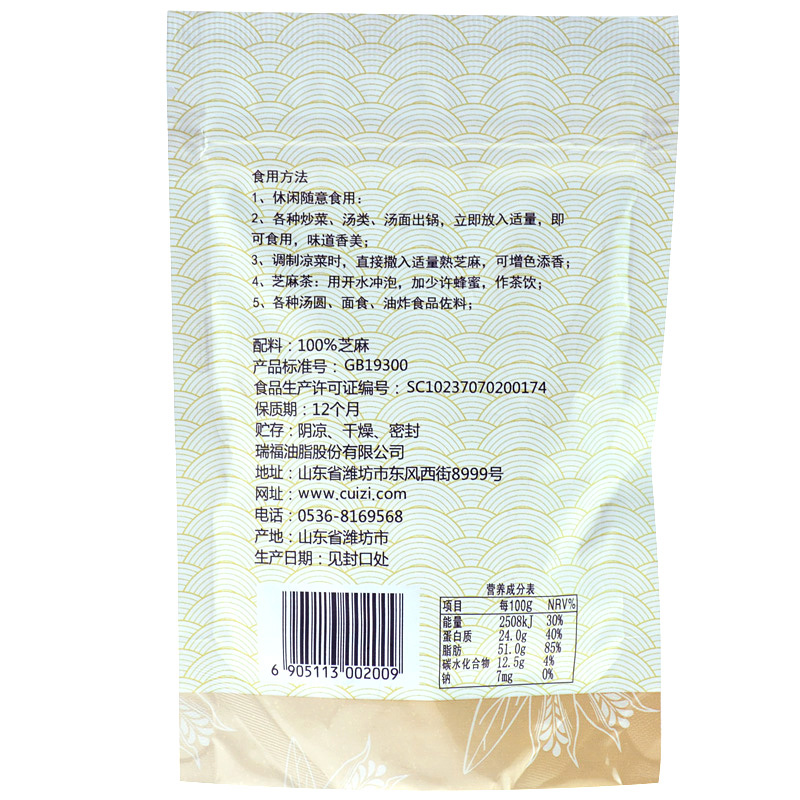 食用方法
1、休闲随意食用：
2、各种炒菜、汤类、汤面出锅，立即放入适量，即
可食用，味道香美；
3、调制凉菜时，直接撒入适量熟芝麻，可增色添香；
4、芝麻茶：用开水冲泡，加少许蜂蜜，作茶饮；
5、各种汤圆、面食、油炸食品佐料；
配料：100%芝麻
产品标准号：GB19300
食品生产许可证编号：SC10237070200174
保质期：12个月
贮存：阴凉、干燥、密封
瑞福油脂股份有限公司
地址：山东省潍坊市东风西街8999号
网址：www.cuizi.com
电话：0536-8169568
产地：山东省潍坊市
生产日期：见封口处
营养成分表
项目 每100g NRV%
能量 2508kJ 30%
蛋白质 24.0g 40%
脂肪 51.0g 85%
碳水化合物 12.5g 4%
钠 7mg 0%
6 905113 002009